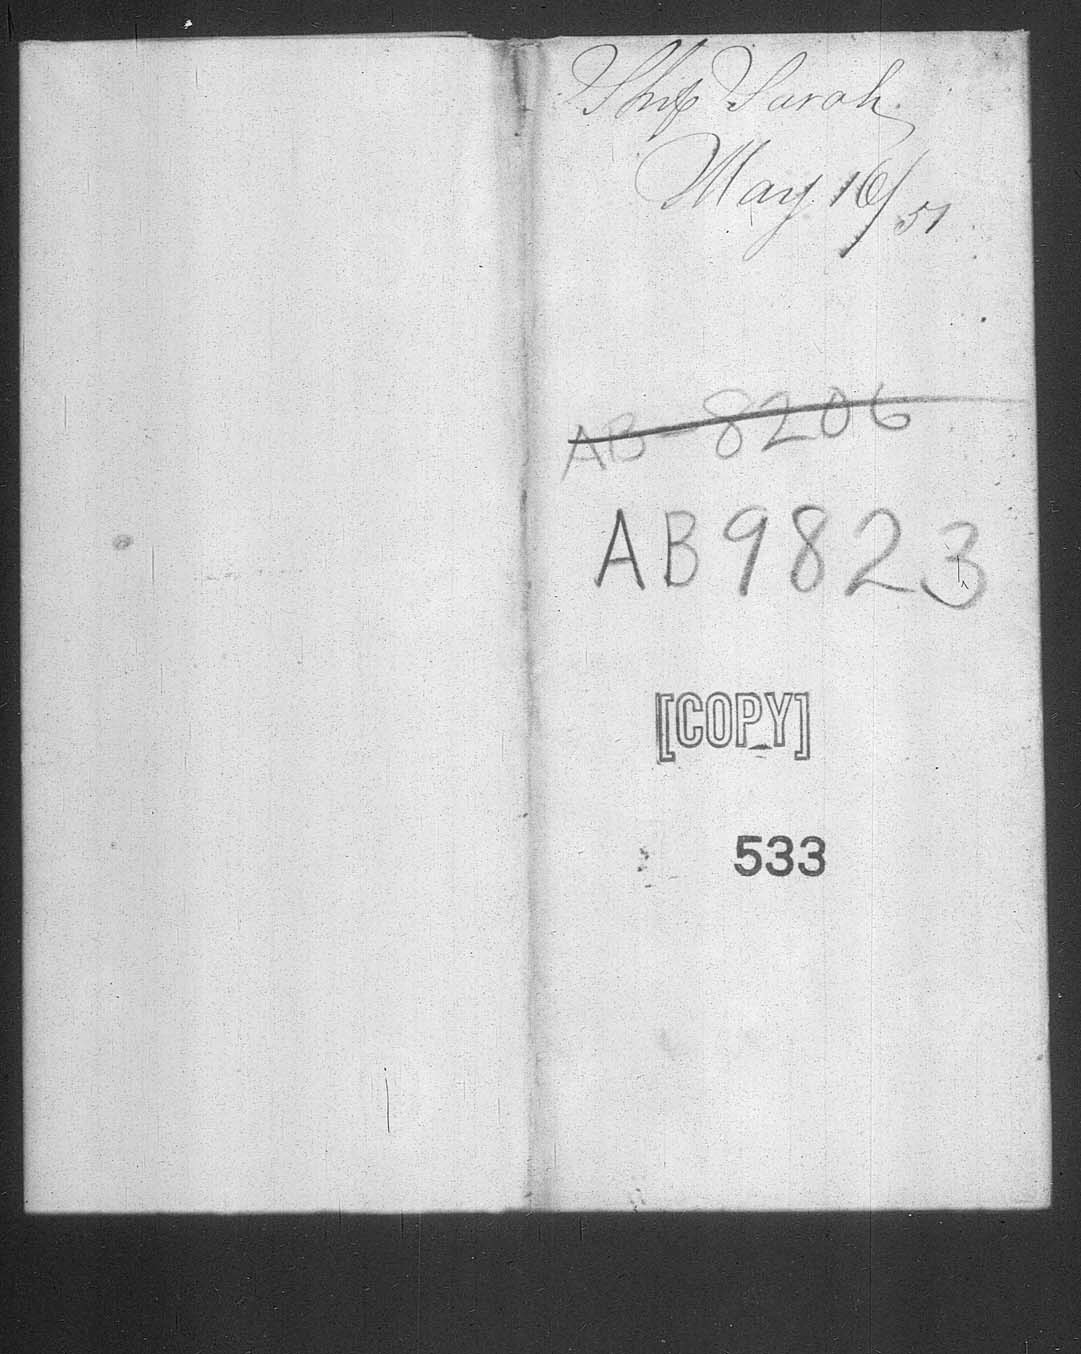 Ship Sarah
May 16/51
AB-8206
AB9823
[COPY]
533